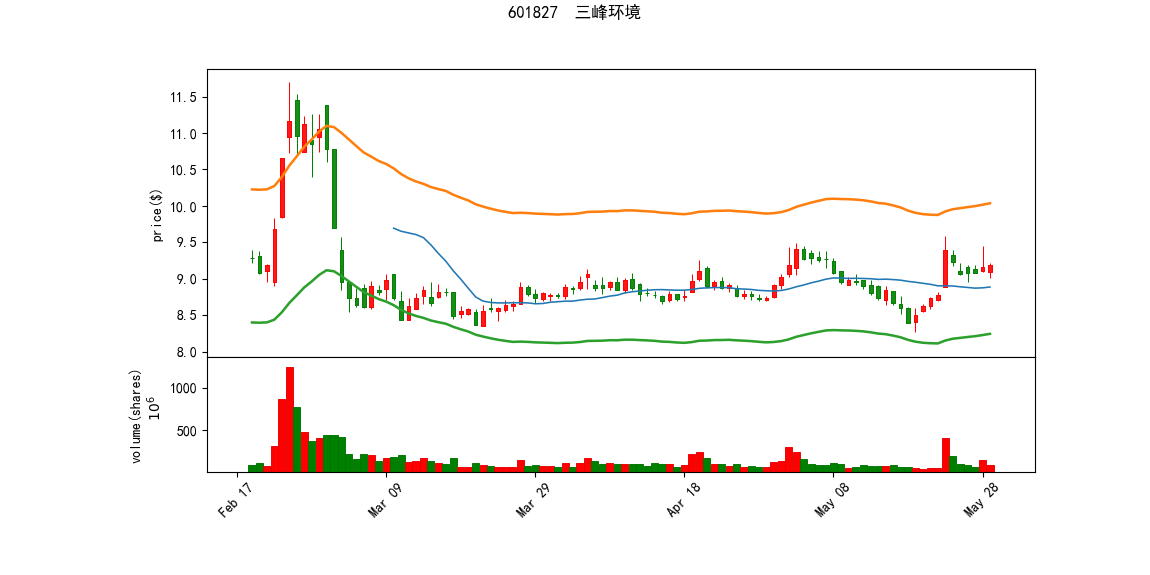 601827 三峰环境
11.5
11.0
10.5
10.0
9.5
9.0
8.5
8.0
price($)
1000
500
volume(shares)
10^6
Feb 17
Mar 09
Mar 29
Apr 18
May 08
May 28